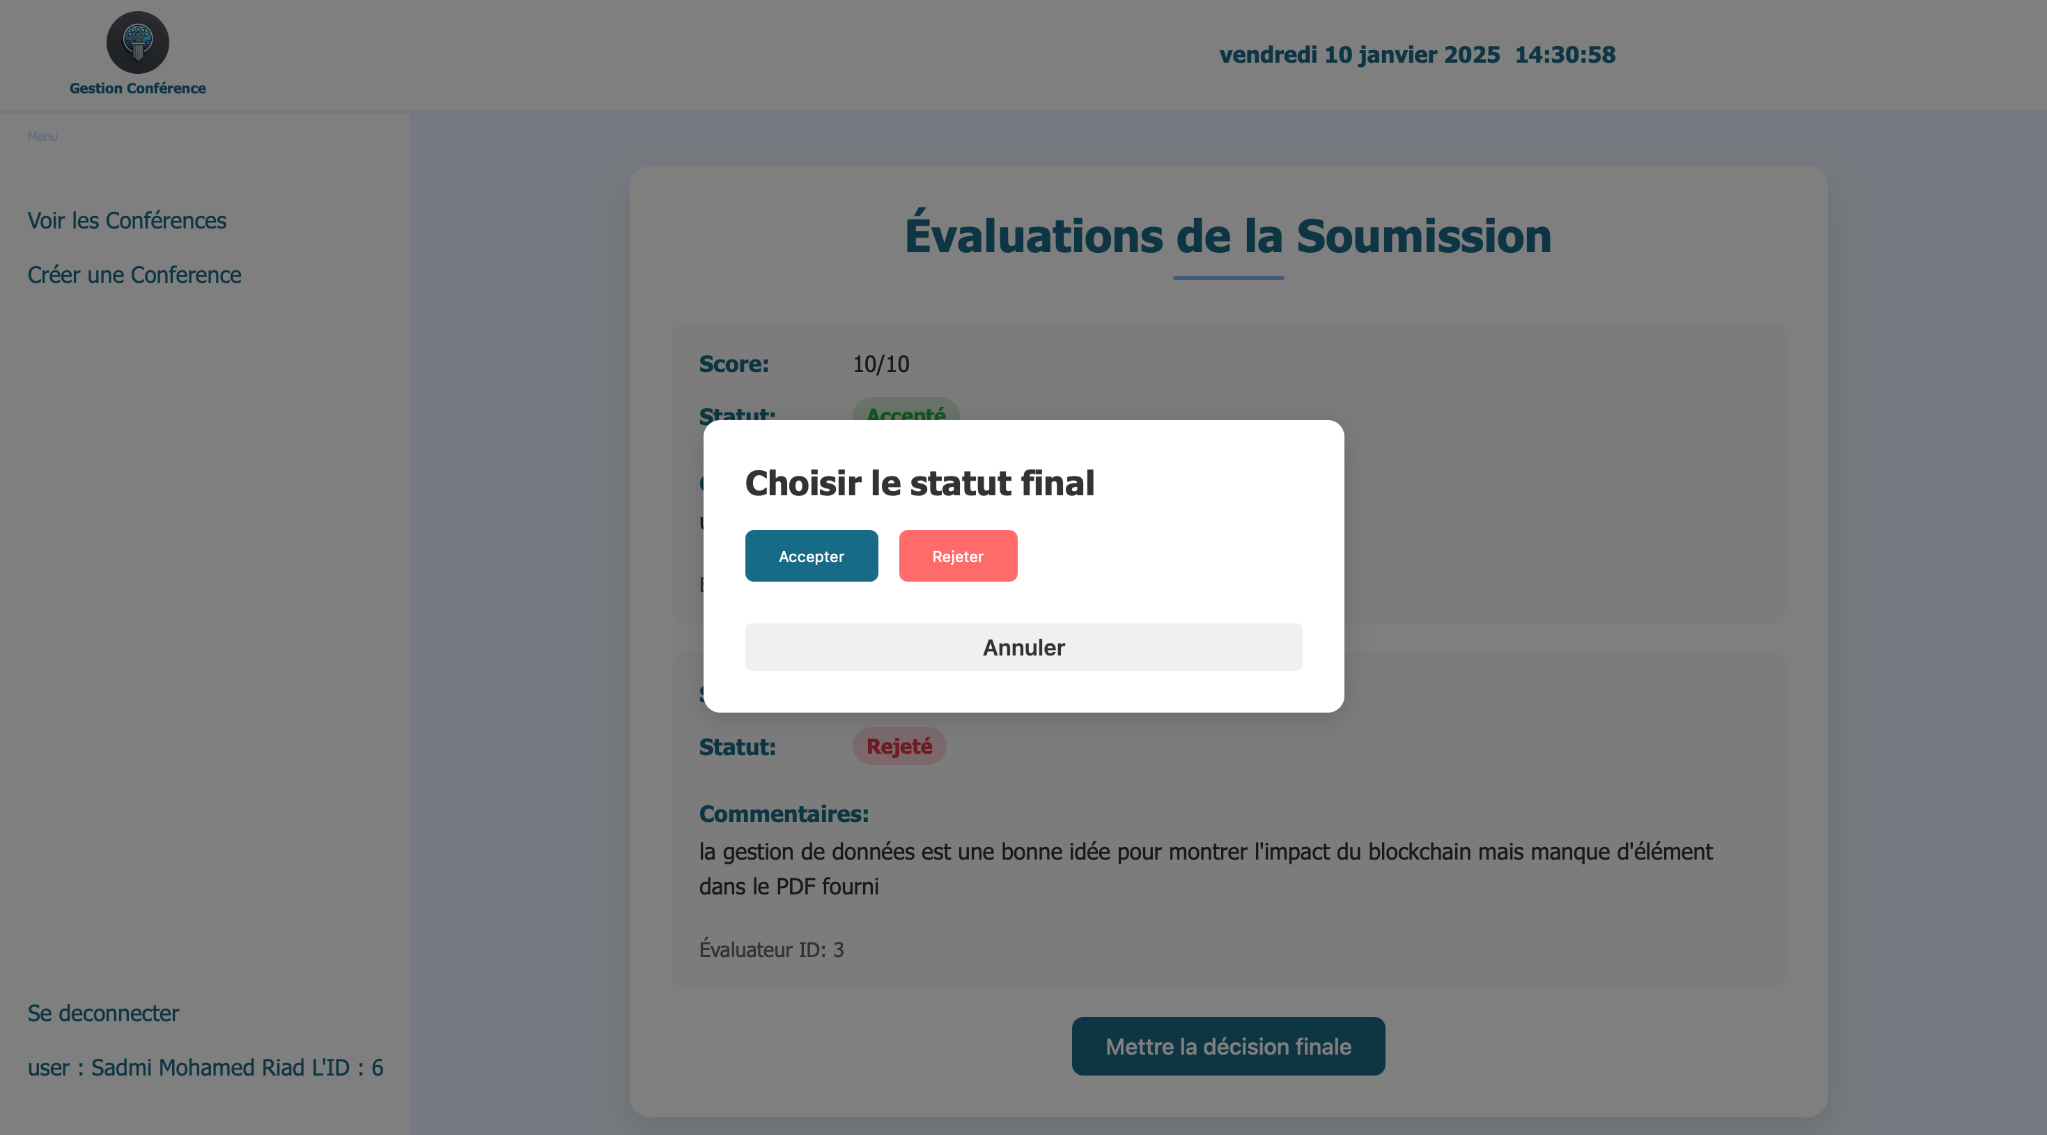 Gestion Conférence
vendredi 10 janvier 2025 14:30:58
Menu
Voir les Conférences
Créer une Conference
Se deconnecter
user : Sadmi Mohamed Riad L'ID : 6
Évaluations de la Soumission
Score: 10/10
Statut: Accepté
Choisir le statut final
Accepter Rejeter
Annuler
Statut: Rejeté
Commentaires:
la gestion de données est une bonne idée pour montrer l'impact du blockchain mais manque d'élément
dans le PDF fourni
Évaluateur ID: 3
Mettre la décision finale